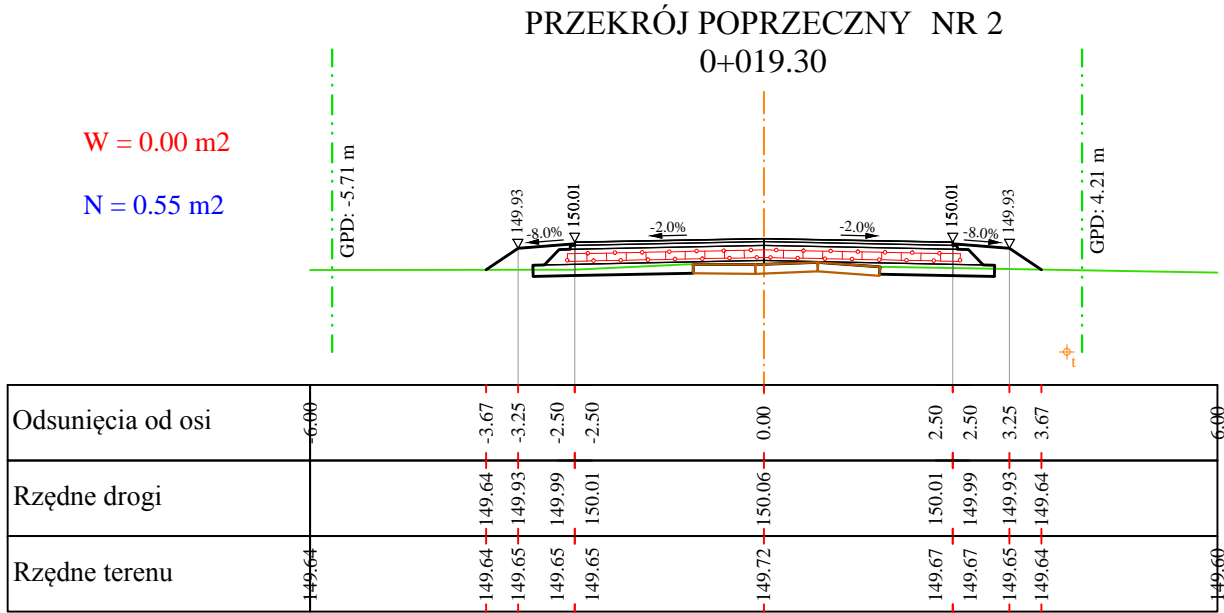 PRZEKRÓJ POPRZECZNY NR 2
0+019.30
W = 0.00 m2
N = 0.55 m2
GPD: -5.71 m
149.93
150.01
150.01
149.93
GPD: 4.21 m
-8.0%
-2.0%
-2.0%
-8.0%
t
Odsunięcia od osi
-6.00 -3.67 -3.25 -2.50 -2.50 0.00 2.50 2.50 3.25 3.67 6.00
Rzędne drogi
149.64 149.93 149.99 150.01 150.06 150.01 149.99 149.93 149.64
Rzędne terenu
149.64 149.64 149.65 149.65 149.65 149.72 149.67 149.67 149.65 149.64 149.60